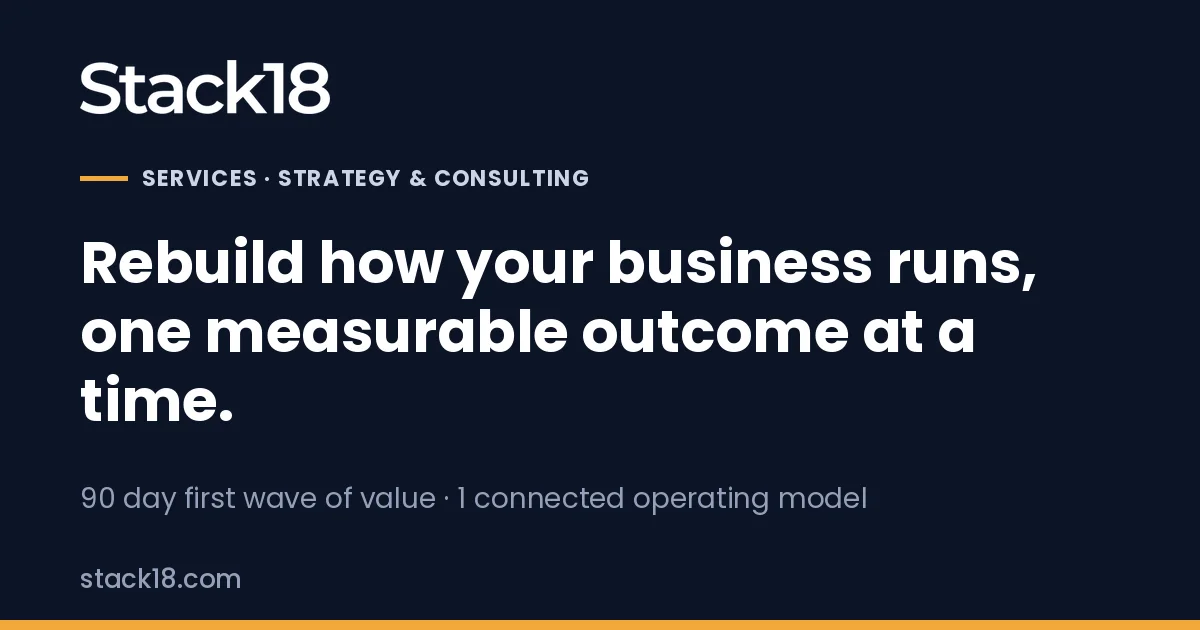 Stack18
SERVICES · STRATEGY & CONSULTING
Rebuild how your business runs,
one measurable outcome at a
time.
90 day first wave of value · 1 connected operating model
stack18.com